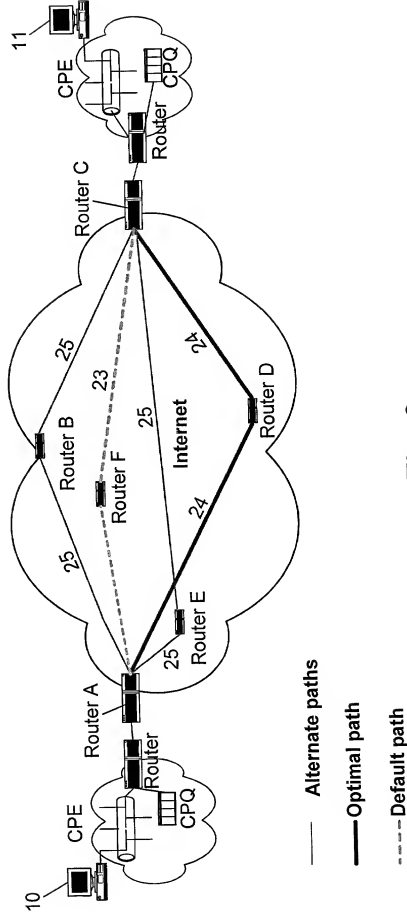 11
CPE
CPQ
Router
Router C
25
24
23
25
Router B
Router F
Internet
Router D
25
24
Router E
25
Router A
Router
CPE
CPQ
10
Alternate paths
Optimal path
Default path